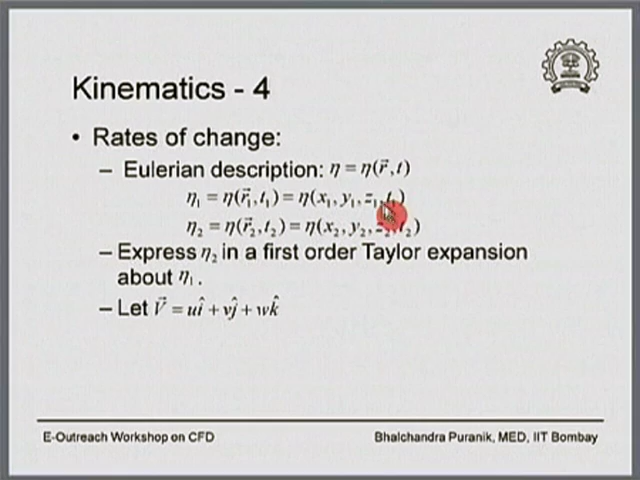 Kinematics - 4
• Rates of change:
– Eulerian description: η = η(r⃗, t)
η₁ = η(r⃗₁, t₁) = η(x₁, y₁, z₁, t₁)
η₂ = η(r⃗₂, t₂) = η(x₂, y₂, z₂, t₂)
– Express η₂ in a first order Taylor expansion
about η₁.
– Let V⃗ = uî + vĵ + wk̂
E-Outreach Workshop on CFD
Bhalchandra Puranik, MED, IIT Bombay